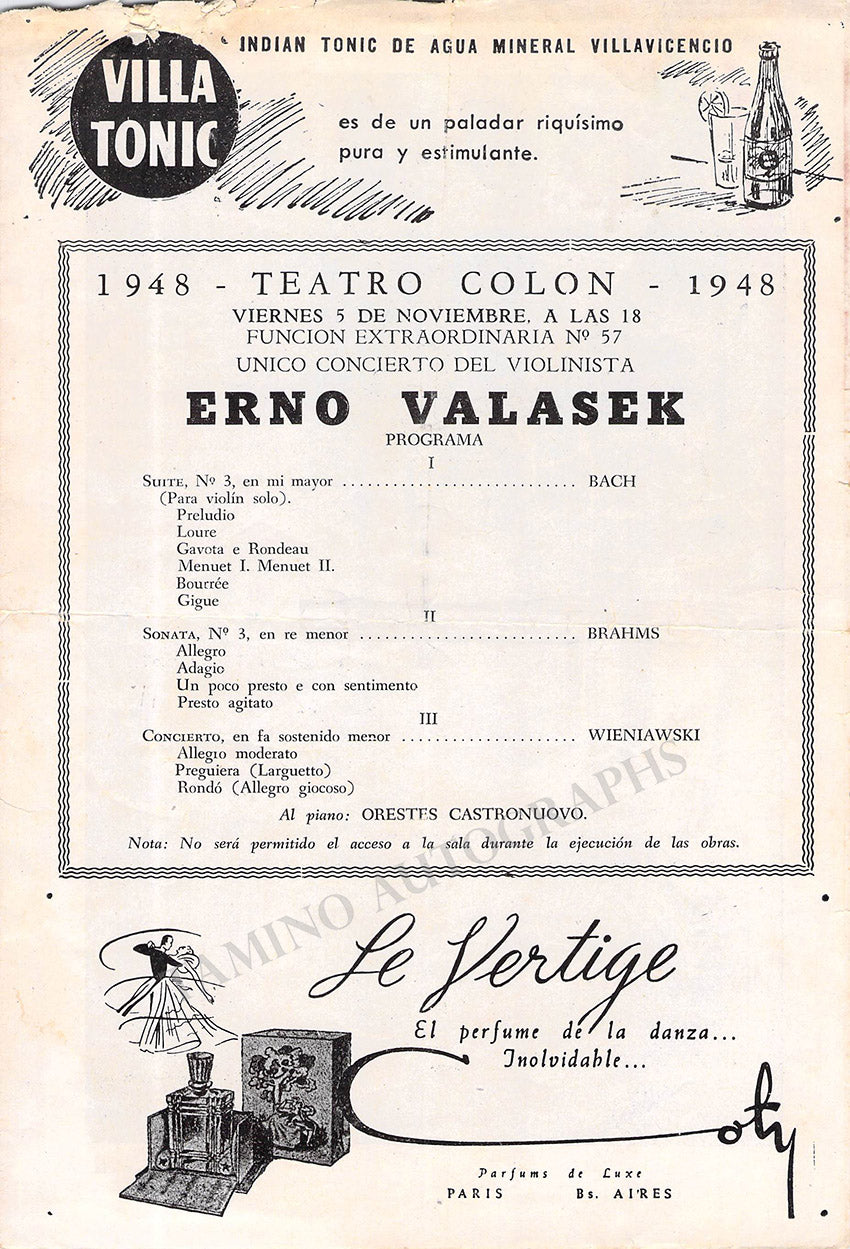 VILLA
TONIC
INDIAN TONIC DE AGUA MINERAL VILLAVICENCIO
es de un paladar riquísimo
pura y estimulante.
1948 - TEATRO COLON - 1948
VIERNES 5 DE NOVIEMBRE, A LAS 18
FUNCION EXTRAORDINARIA Nº 57
UNICO CONCIERTO DEL VIOLINISTA
ERNO VALASEK
PROGRAMA
I
SUITE, Nº 3, en mi mayor ........................... BACH
(Para violín solo).
Preludio
Loure
Gavota e Rondeau
Menuet I. Menuet II.
Bourrée
Gigue
II
SONATA, Nº 3, en re menor ......................... BRAHMS
Allegro
Adagio
Un poco presto e con sentimento
Presto agitato
III
CONCIERTO, en fa sostenido menor .................... WIENIAWSKI
Allegro moderato
Preguiera (Larguetto)
Rondó (Allegro giocoso)
Al piano: ORESTES CASTRONUOVO.
Nota: No será permitido el acceso a la sala durante la ejecución de las obras.
TAMINO AUTOGRAPHS
Le Vertige
El perfume de la danza...
Inolvidable...
Coty
Parfums de Luxe
PARIS Bs. AIRES